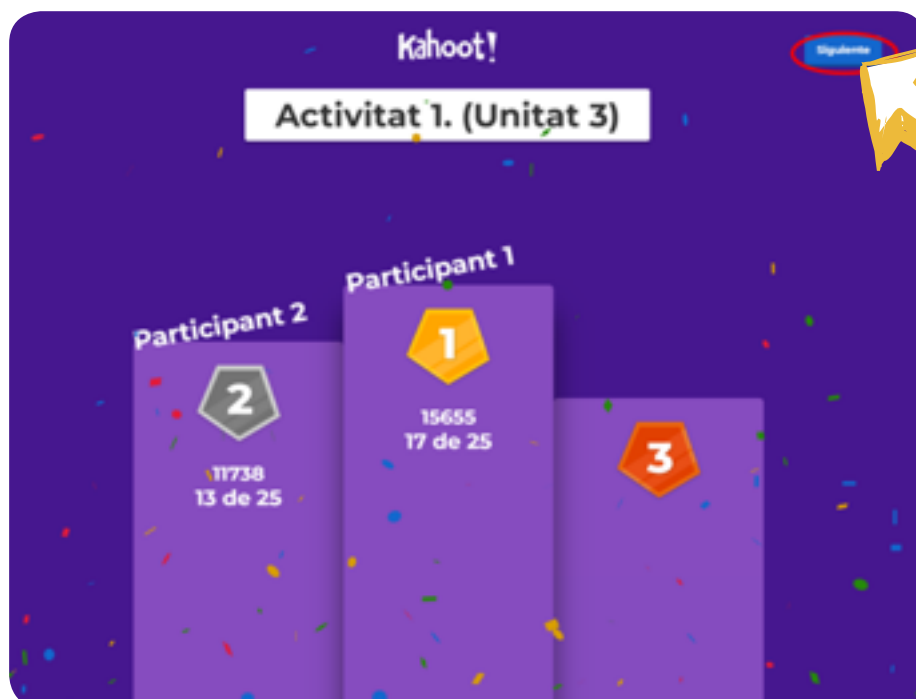 Kahoot!
Siguiente
Activitat 1. (Unitat 3)
Participant 1
Participant 2
1
15655
17 de 25
2
11738
13 de 25
3